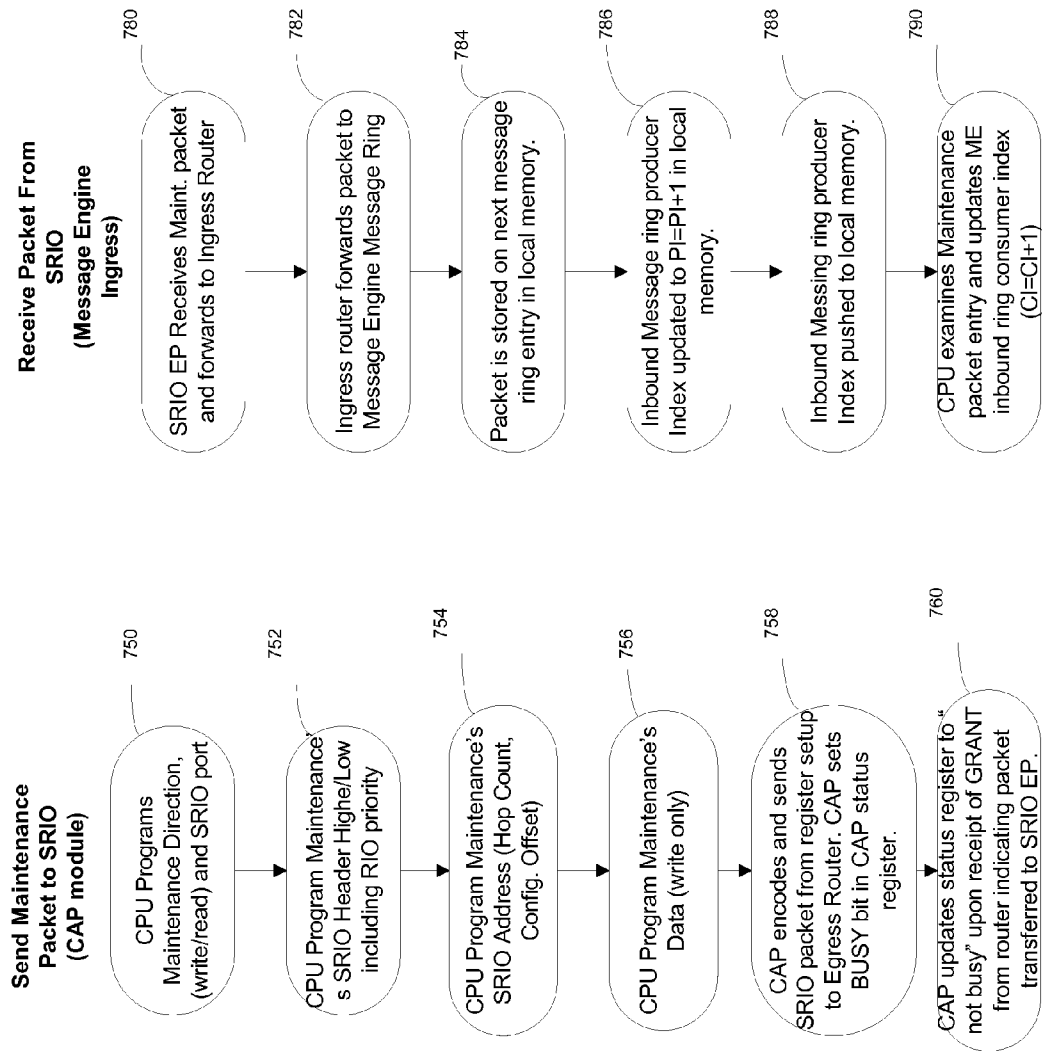 Send Maintenance
Packet to SRIO
(CAP module)
CPU Programs
Maintenance Direction,
(write/read) and SRIO port
750
CPU Program Maintenance'
s SRIO Header Highe/Low
including RIO priority
752
CPU Program Maintenance's
SRIO Address (Hop Count,
Config. Offset)
754
CPU Program Maintenance's
Data (write only)
756
CAP encodes and sends
SRIO packet from register setup
to Egress Router. CAP sets
BUSY bit in CAP status
register.
758
CAP updates status register to "
not busy" upon receipt of GRANT
from router indicating packet
transferred to SRIO EP.
760
Receive Packet From
SRIO
(Message Engine
Ingress)
SRIO EP Receives Maint. packet
and forwards to Ingress Router
780
Ingress router forwards packet to
Message Engine Message Ring
782
Packet is stored on next message
ring entry in local memory.
784
Inbound Message ring producer
Index updated to PI=PI+1 in local
memory.
786
Inbound Messing ring producer
Index pushed to local memory.
788
CPU examines Maintenance
packet entry and updates ME
inbound ring consumer index
(CI=CI+1)
790